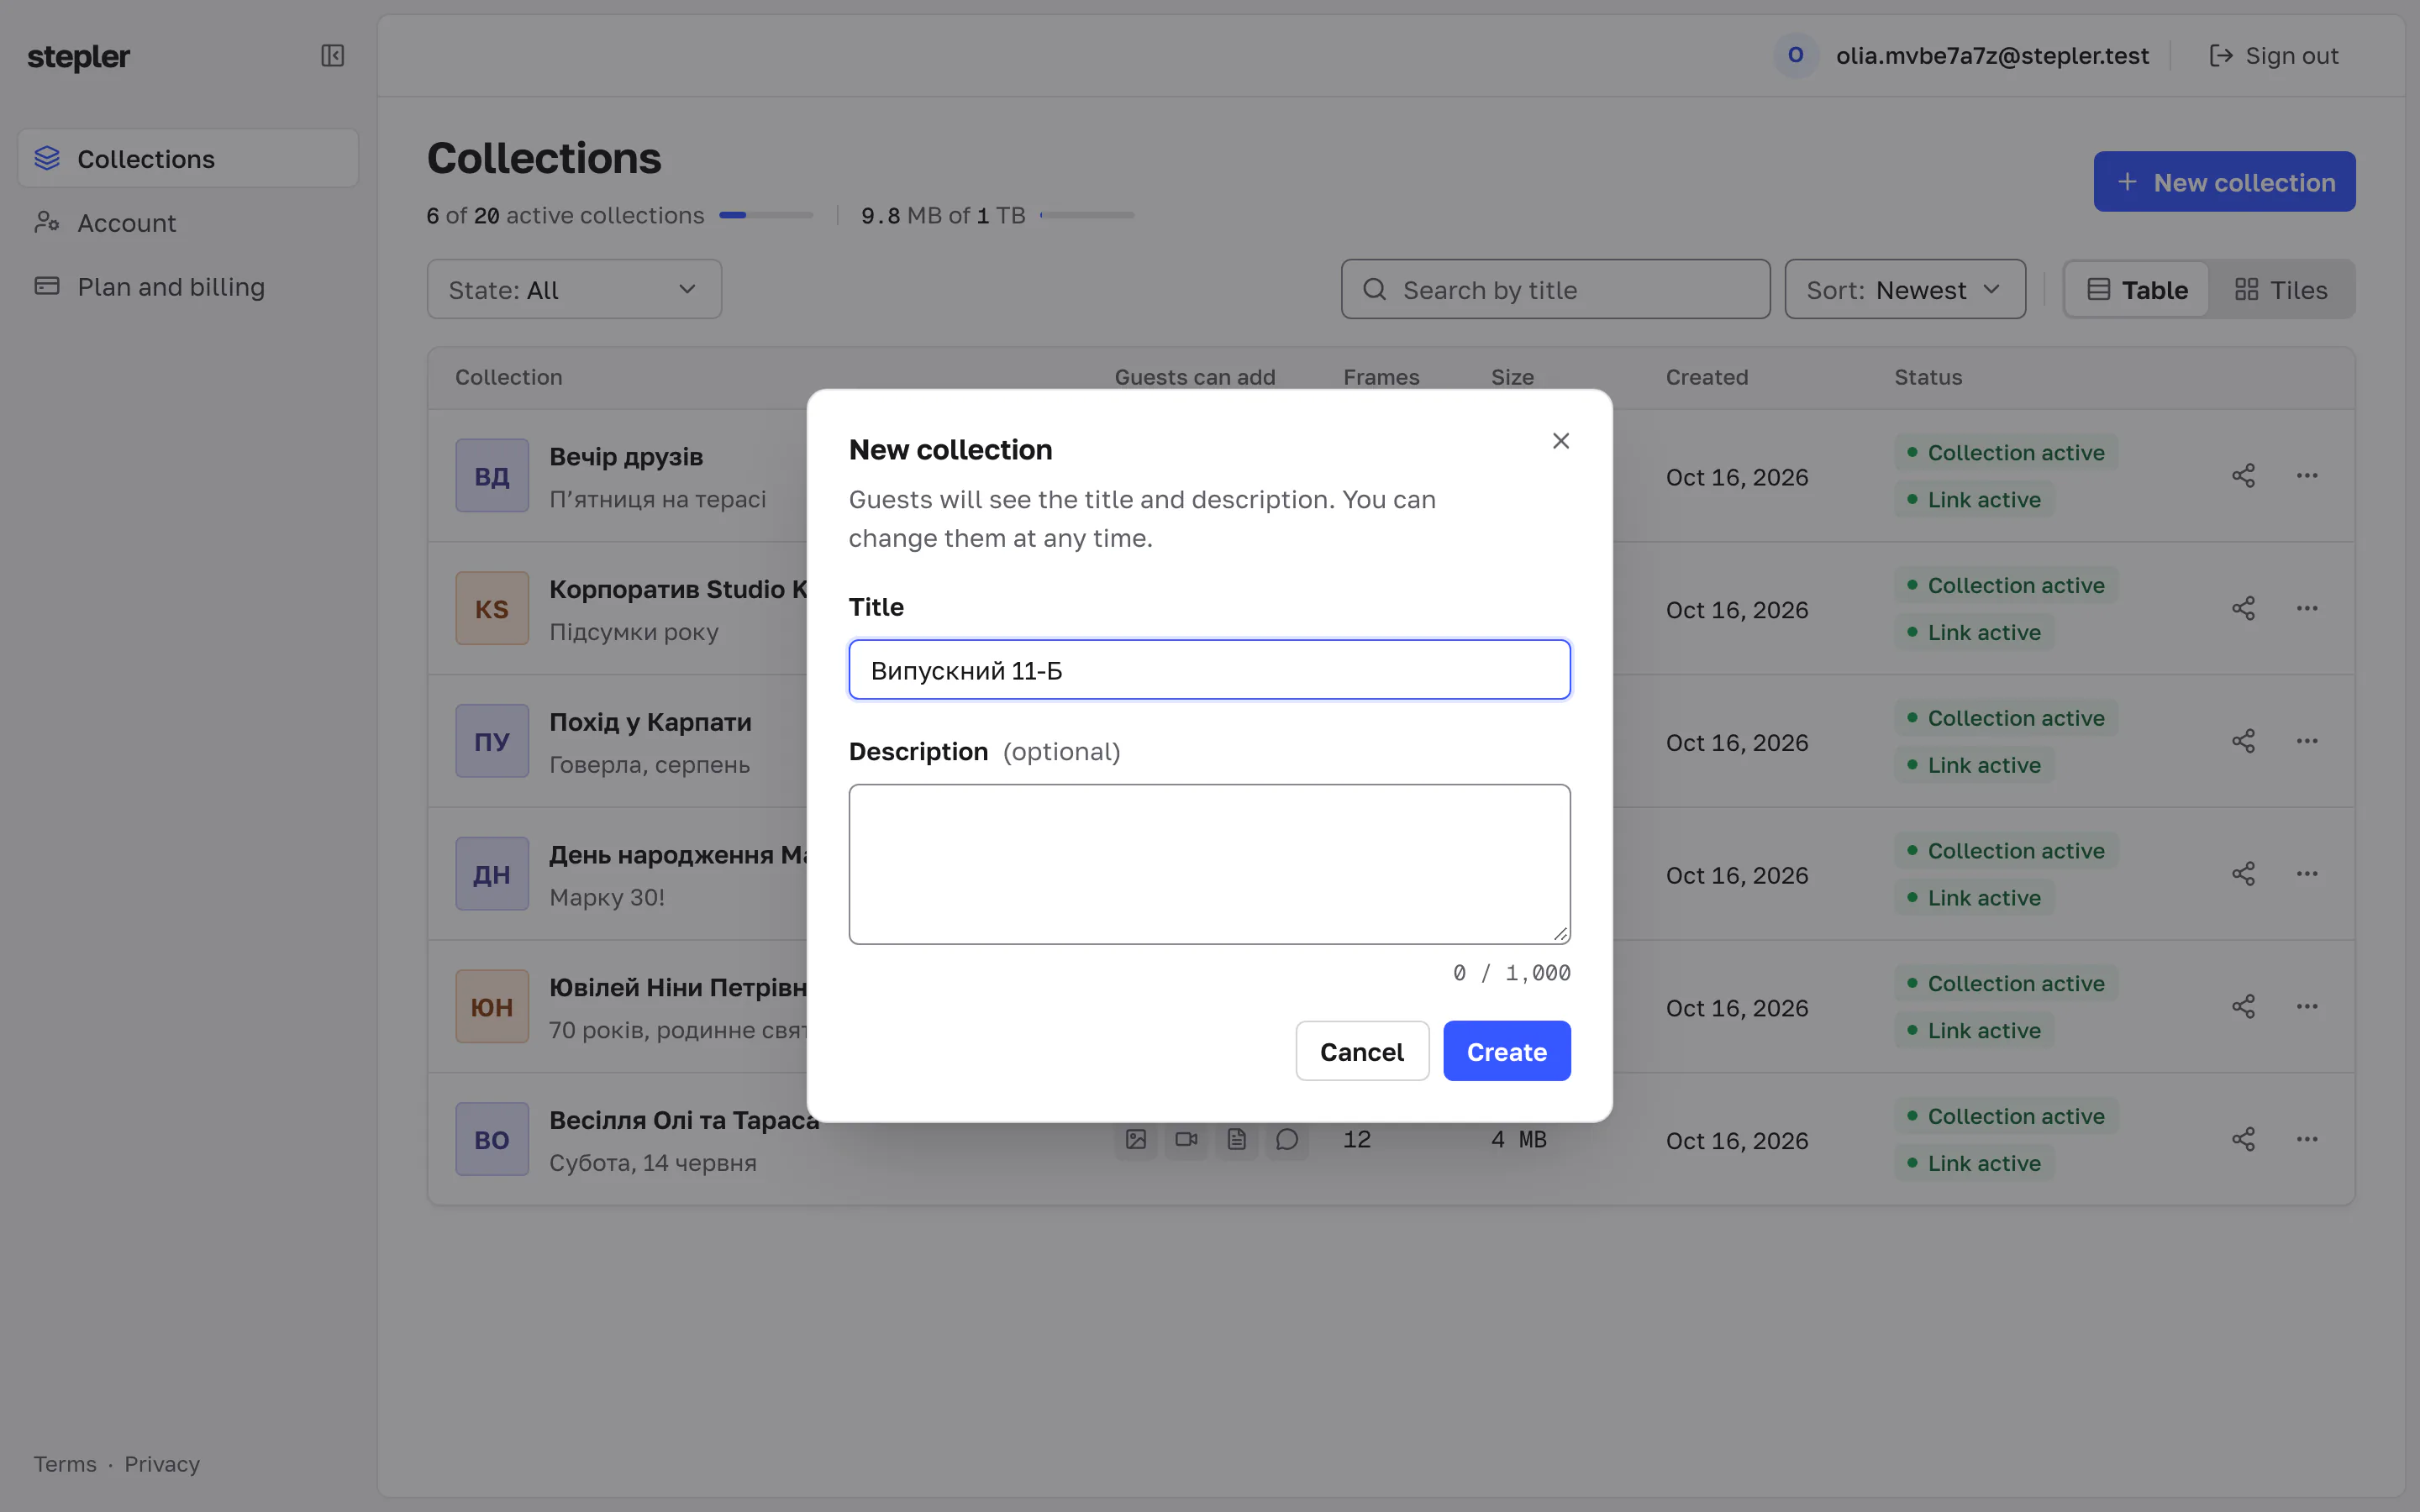 stepler
O olia.mvbe7a7z@stepler.test Sign out
Collections
Account
Plan and billing
Collections
6 of 20 active collections 9.8 MB of 1 TB
+ New collection
State: All
Search by title
Sort: Newest
Table
Tiles
Collection Guests can add Frames Size Created Status
ВД Вечір друзів
П’ятниця на терасі
Oct 16, 2026
Collection active
Link active
KS Корпоратив Studio K
Підсумки року
Oct 16, 2026
Collection active
Link active
ПУ Похід у Карпати
Говерла, серпень
Oct 16, 2026
Collection active
Link active
ДН День народження
Марку 30!
Oct 16, 2026
Collection active
Link active
ЮН Ювілей Ніни Петрівн
70 років, родинне свят
Oct 16, 2026
Collection active
Link active
ВО Весілля Олі та Тараса
Субота, 14 червня
12 4 MB Oct 16, 2026
Collection active
Link active
New collection
Guests will see the title and description. You can
change them at any time.
Title
Випускний 11-Б
Description (optional)
0 / 1,000
Cancel
Create
Terms · Privacy